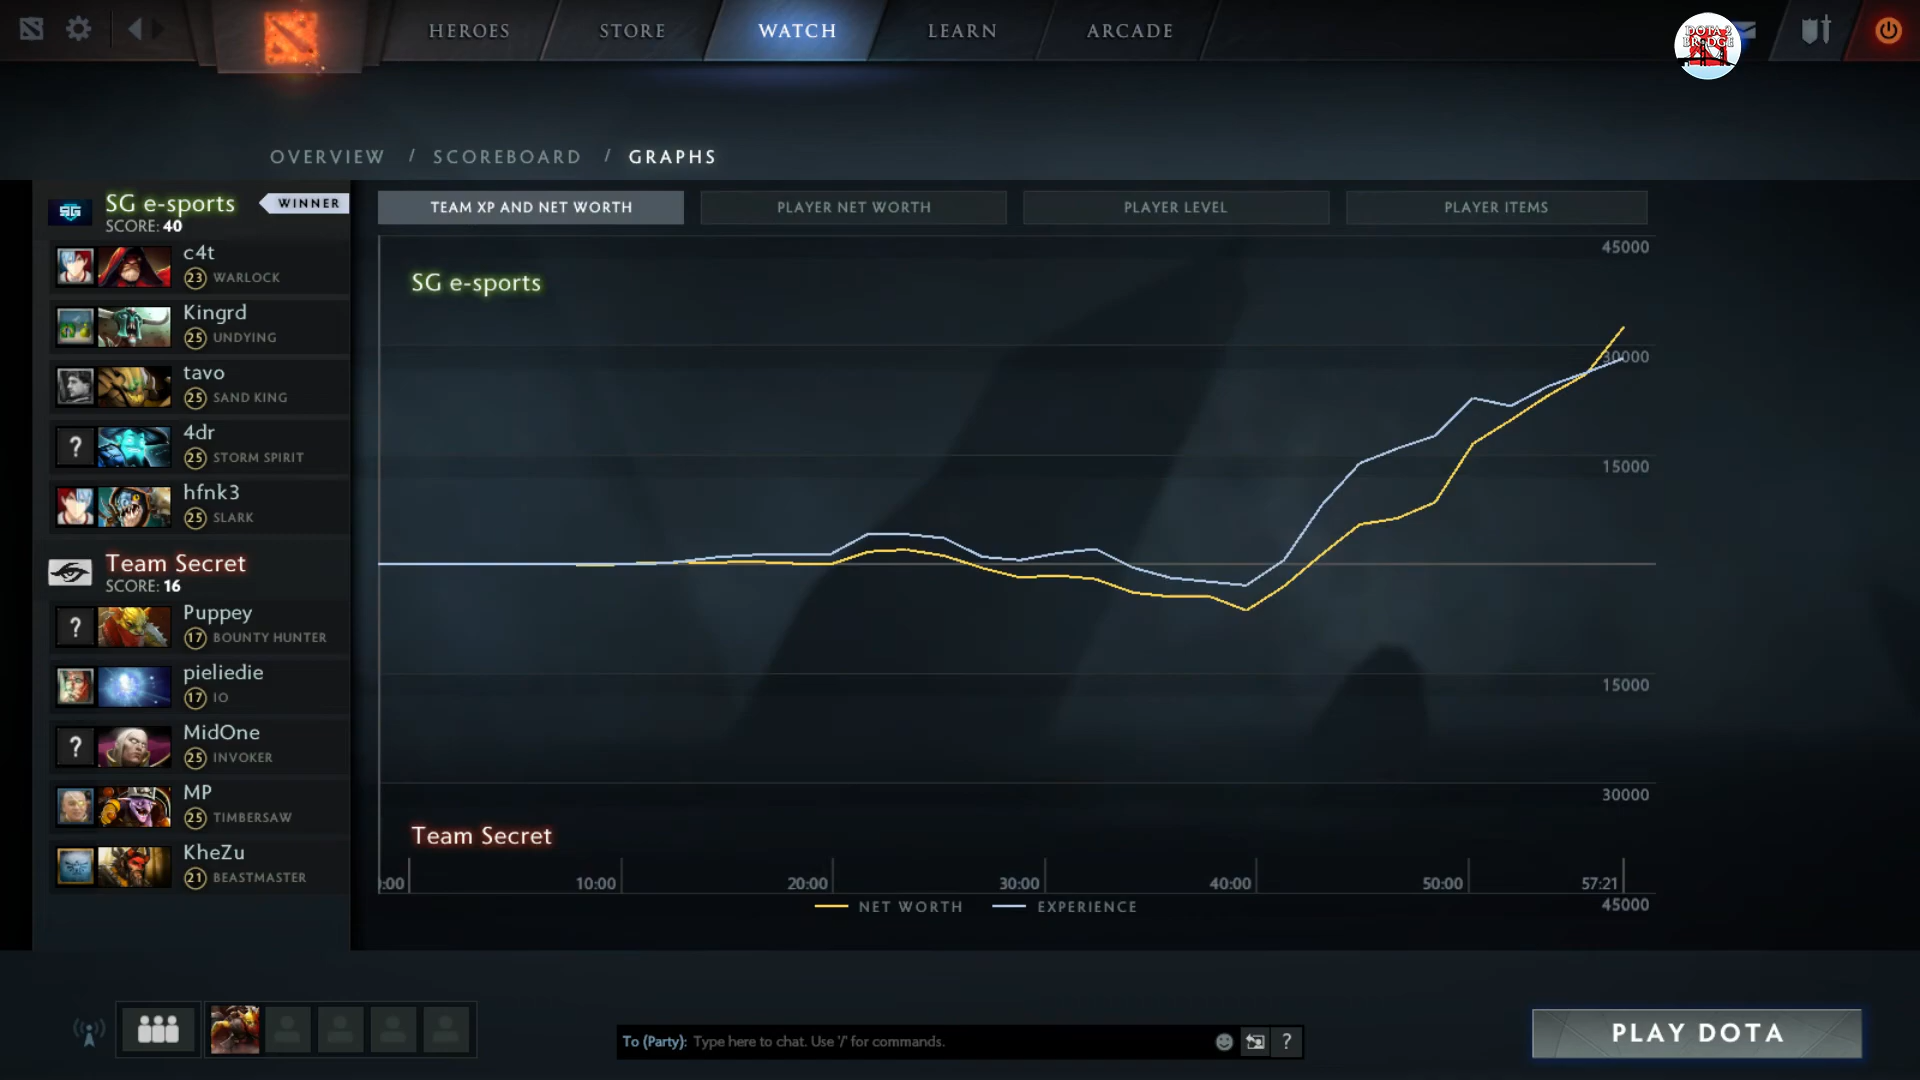 HEROES
STORE
WATCH
LEARN
ARCADE
DOTA 2
BRIDGE
OVERVIEW / SCOREBOARD / GRAPHS
SG
SG e-sports
WINNER
SCORE: 40
c4t
23 WARLOCK
Kingrd
25 UNDYING
tavo
25 SAND KING
?
4dr
25 STORM SPIRIT
hfnk3
25 SLARK
Team Secret
SCORE: 16
?
Puppey
17 BOUNTY HUNTER
pieliedie
17 IO
?
MidOne
25 INVOKER
MP
25 TIMBERSAW
KheZu
21 BEASTMASTER
TEAM XP AND NET WORTH
PLAYER NET WORTH
PLAYER LEVEL
PLAYER ITEMS
45000
SG e-sports
30000
15000
15000
30000
Team Secret
:00
10:00
20:00
30:00
40:00
50:00
57:21
45000
NET WORTH
EXPERIENCE
To (Party): Type here to chat. Use '/' for commands.
?
PLAY DOTA